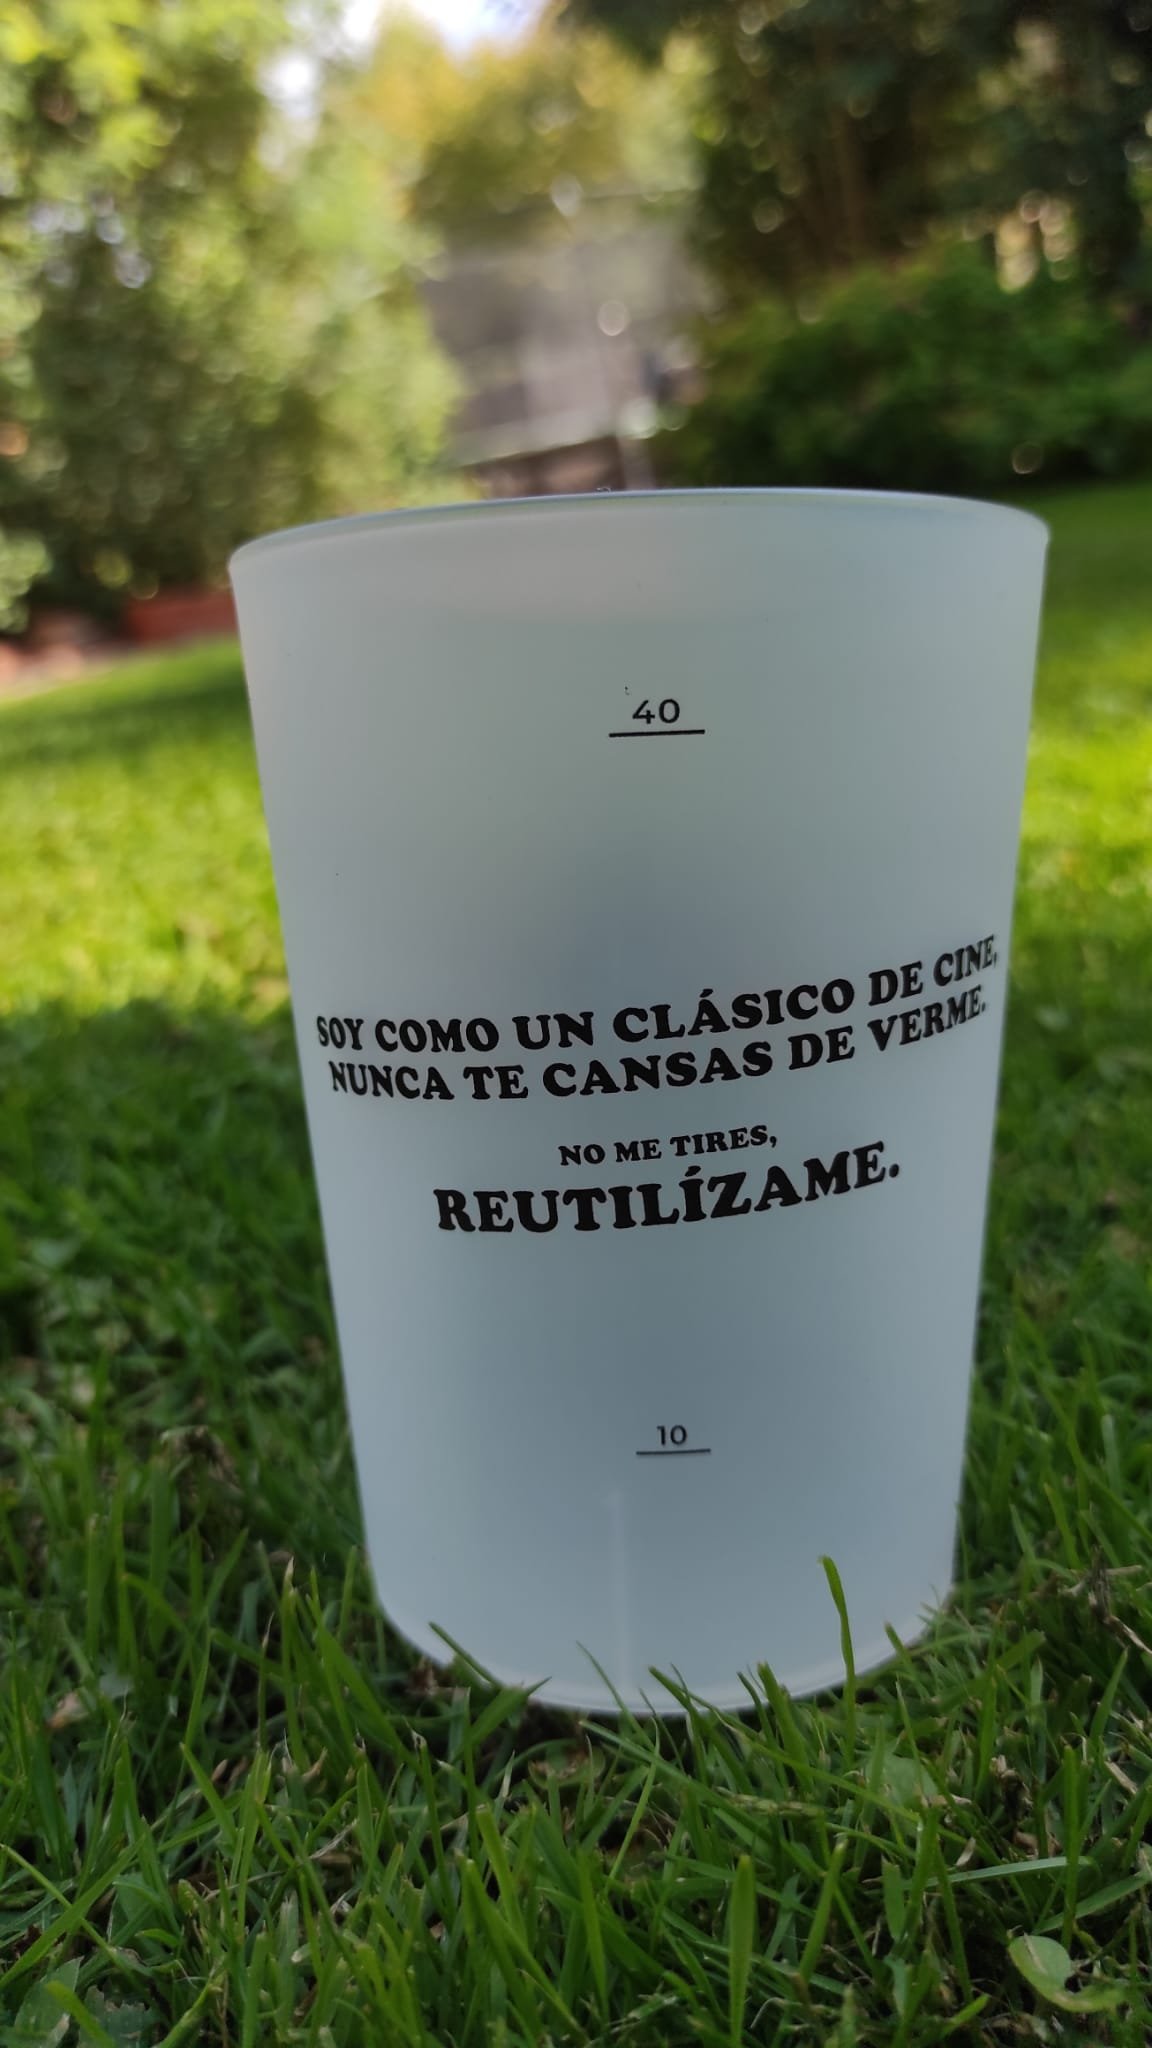 40
SOY COMO UN CLÁSICO DE CINE,
NUNCA TE CANSAS DE VERME.
NO ME TIRES,
REUTILÍZAME.
10